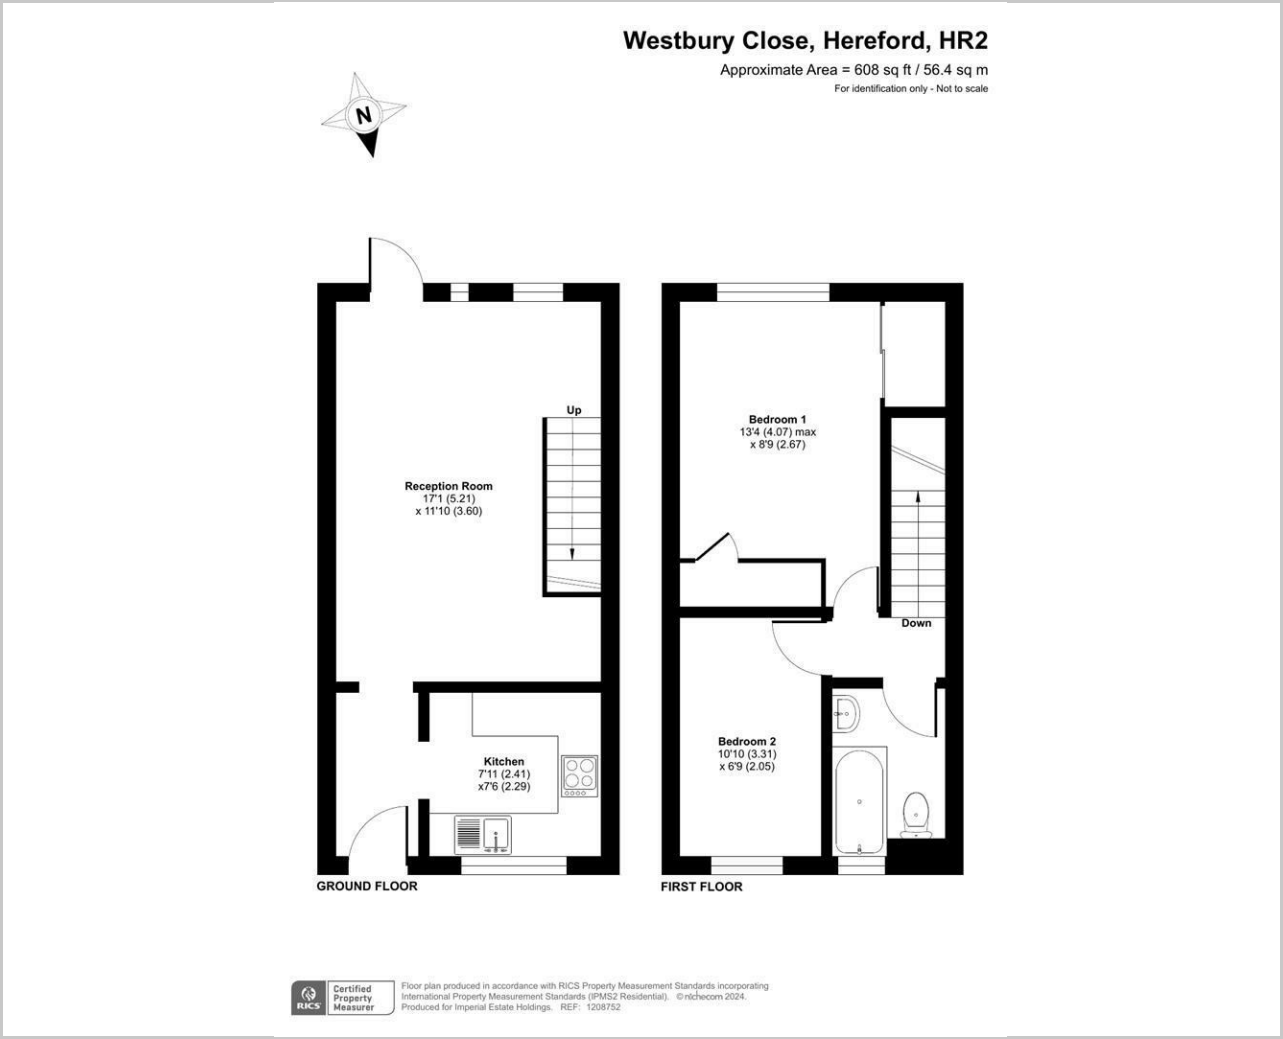 Westbury Close, Hereford, HR2
Approximate Area = 608 sq ft / 56.4 sq m
For identification only - Not to scale
N
Up
Reception Room
17'1 (5.21)
x 11'10 (3.60)
Kitchen
7'11 (2.41)
x7'6 (2.29)
GROUND FLOOR
Bedroom 1
13'4 (4.07) max
x 8'9 (2.67)
Down
Bedroom 2
10'10 (3.31)
x 6'9 (2.05)
FIRST FLOOR
RICS
Certified
Property
Measurer
Floor plan produced in accordance with RICS Property Measurement Standards incorporating
International Property Measurement Standards (IPMS2 Residential). © nichecom 2024.
Produced for Imperial Estate Holdings. REF: 1208752